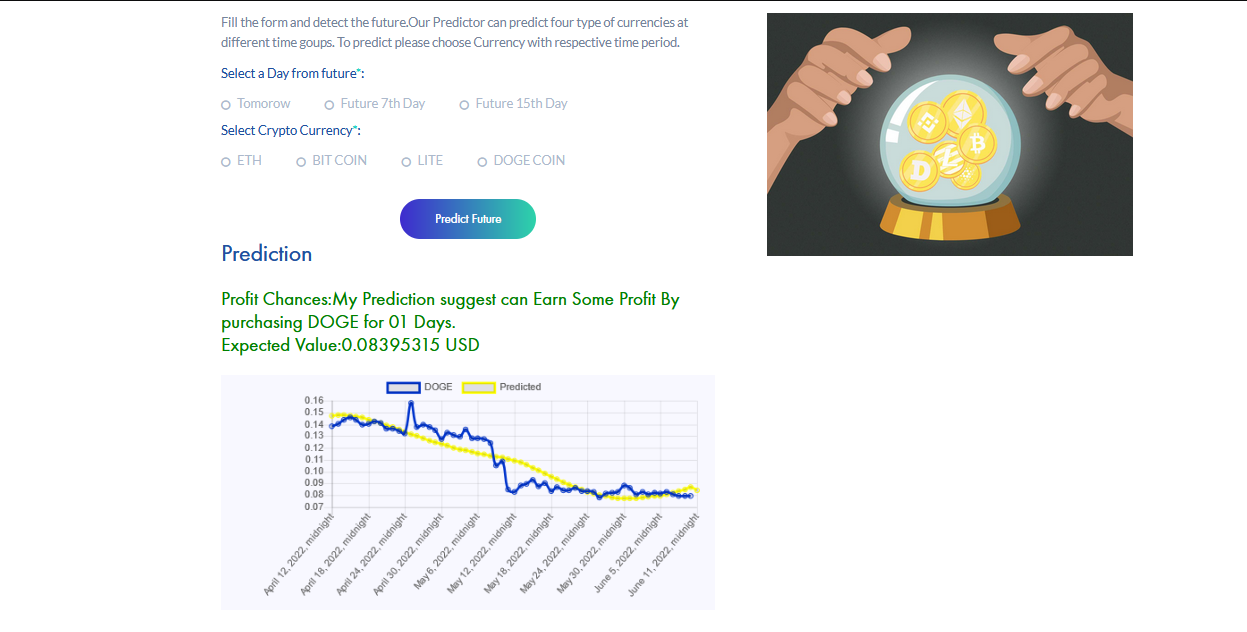 Fill the form and detect the future.Our Predictor can predict four type of currencies at
different time goups. To predict please choose Currency with respective time period.
Select a Day from future*:
Tomorow Future 7th Day Future 15th Day
Select Crypto Currency*:
ETH BIT COIN LITE DOGE COIN
Predict Future
Prediction
Profit Chances:My Prediction suggest can Earn Some Profit By
purchasing DOGE for 01 Days.
Expected Value:0.08395315 USD
DOGE Predicted
0.16
0.15
0.14
0.13
0.12
0.11
0.10
0.09
0.08
0.07
April 12, 2022, midnight
April 18, 2022, midnight
April 24, 2022, midnight
April 30, 2022, midnight
May 6, 2022, midnight
May 12, 2022, midnight
May 18, 2022, midnight
May 24, 2022, midnight
May 30, 2022, midnight
June 5, 2022, midnight
June 11, 2022, midnight